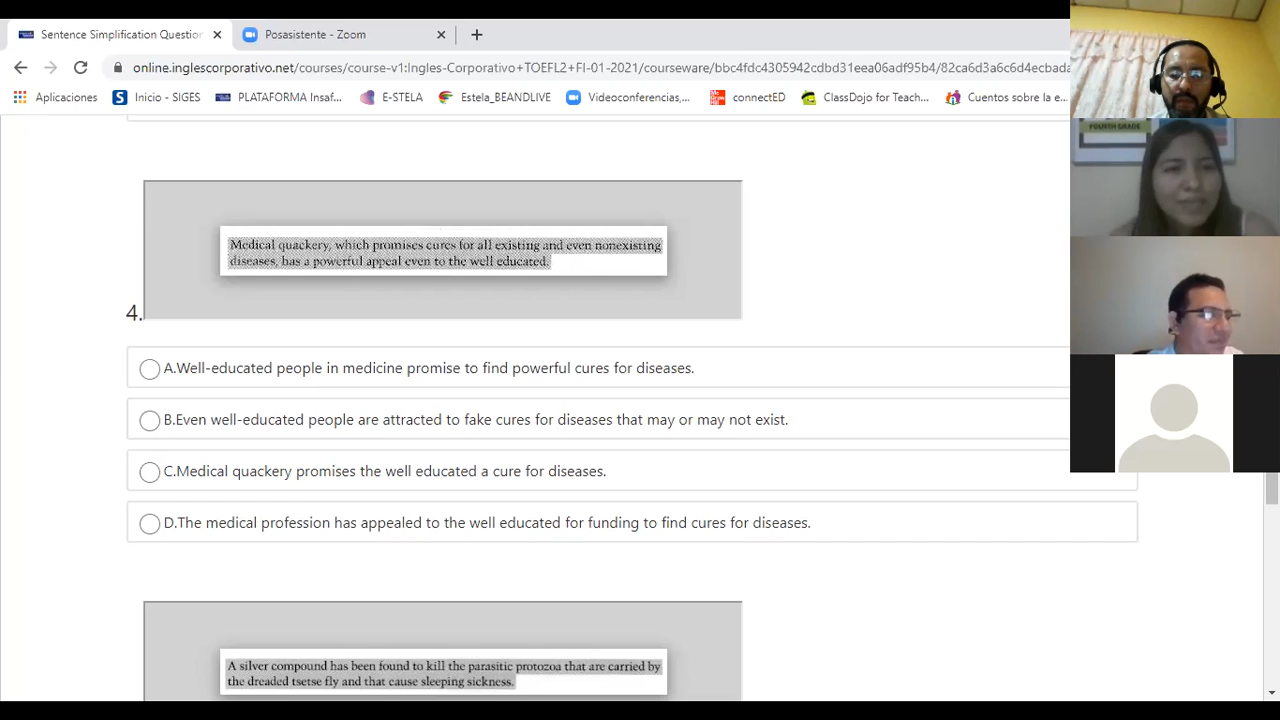 Sentence Simplification Question
Posasistente - Zoom
online.inglescorporativo.net/courses/course-v1:Ingles-Corporativo+TOEFL2+FI-01-2021/courseware/bbc4fdc4305942cdbd31eea06adf95b4/82ca6d3a6c6d4ecbada
Aplicaciones
Inicio - SIGES
PLATAFORMA Insaf...
E-STELA
Estela_BEANDLIVE
Videoconferencias,...
connectED
ClassDojo for Teach...
Cuentos sobre la e...
FOURTH GRADE
Medical quackery, which promises cures for all existing and even nonexisting
diseases, has a powerful appeal even to the well educated.
4.
A.Well-educated people in medicine promise to find powerful cures for diseases.
B.Even well-educated people are attracted to fake cures for diseases that may or may not exist.
C.Medical quackery promises the well educated a cure for diseases.
D.The medical profession has appealed to the well educated for funding to find cures for diseases.
A silver compound has been found to kill the parasitic protozoa that are carried by
the dreaded tsetse fly and that cause sleeping sickness.